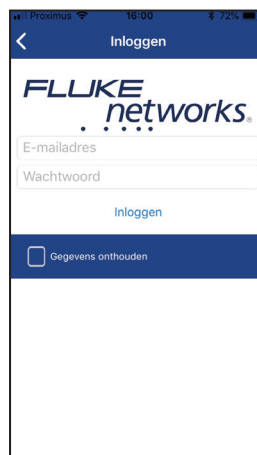 Proximus 16:00 72%
Inloggen
FLUKE
networks®
E-mailadres
Wachtwoord
Inloggen
Gegevens onthouden